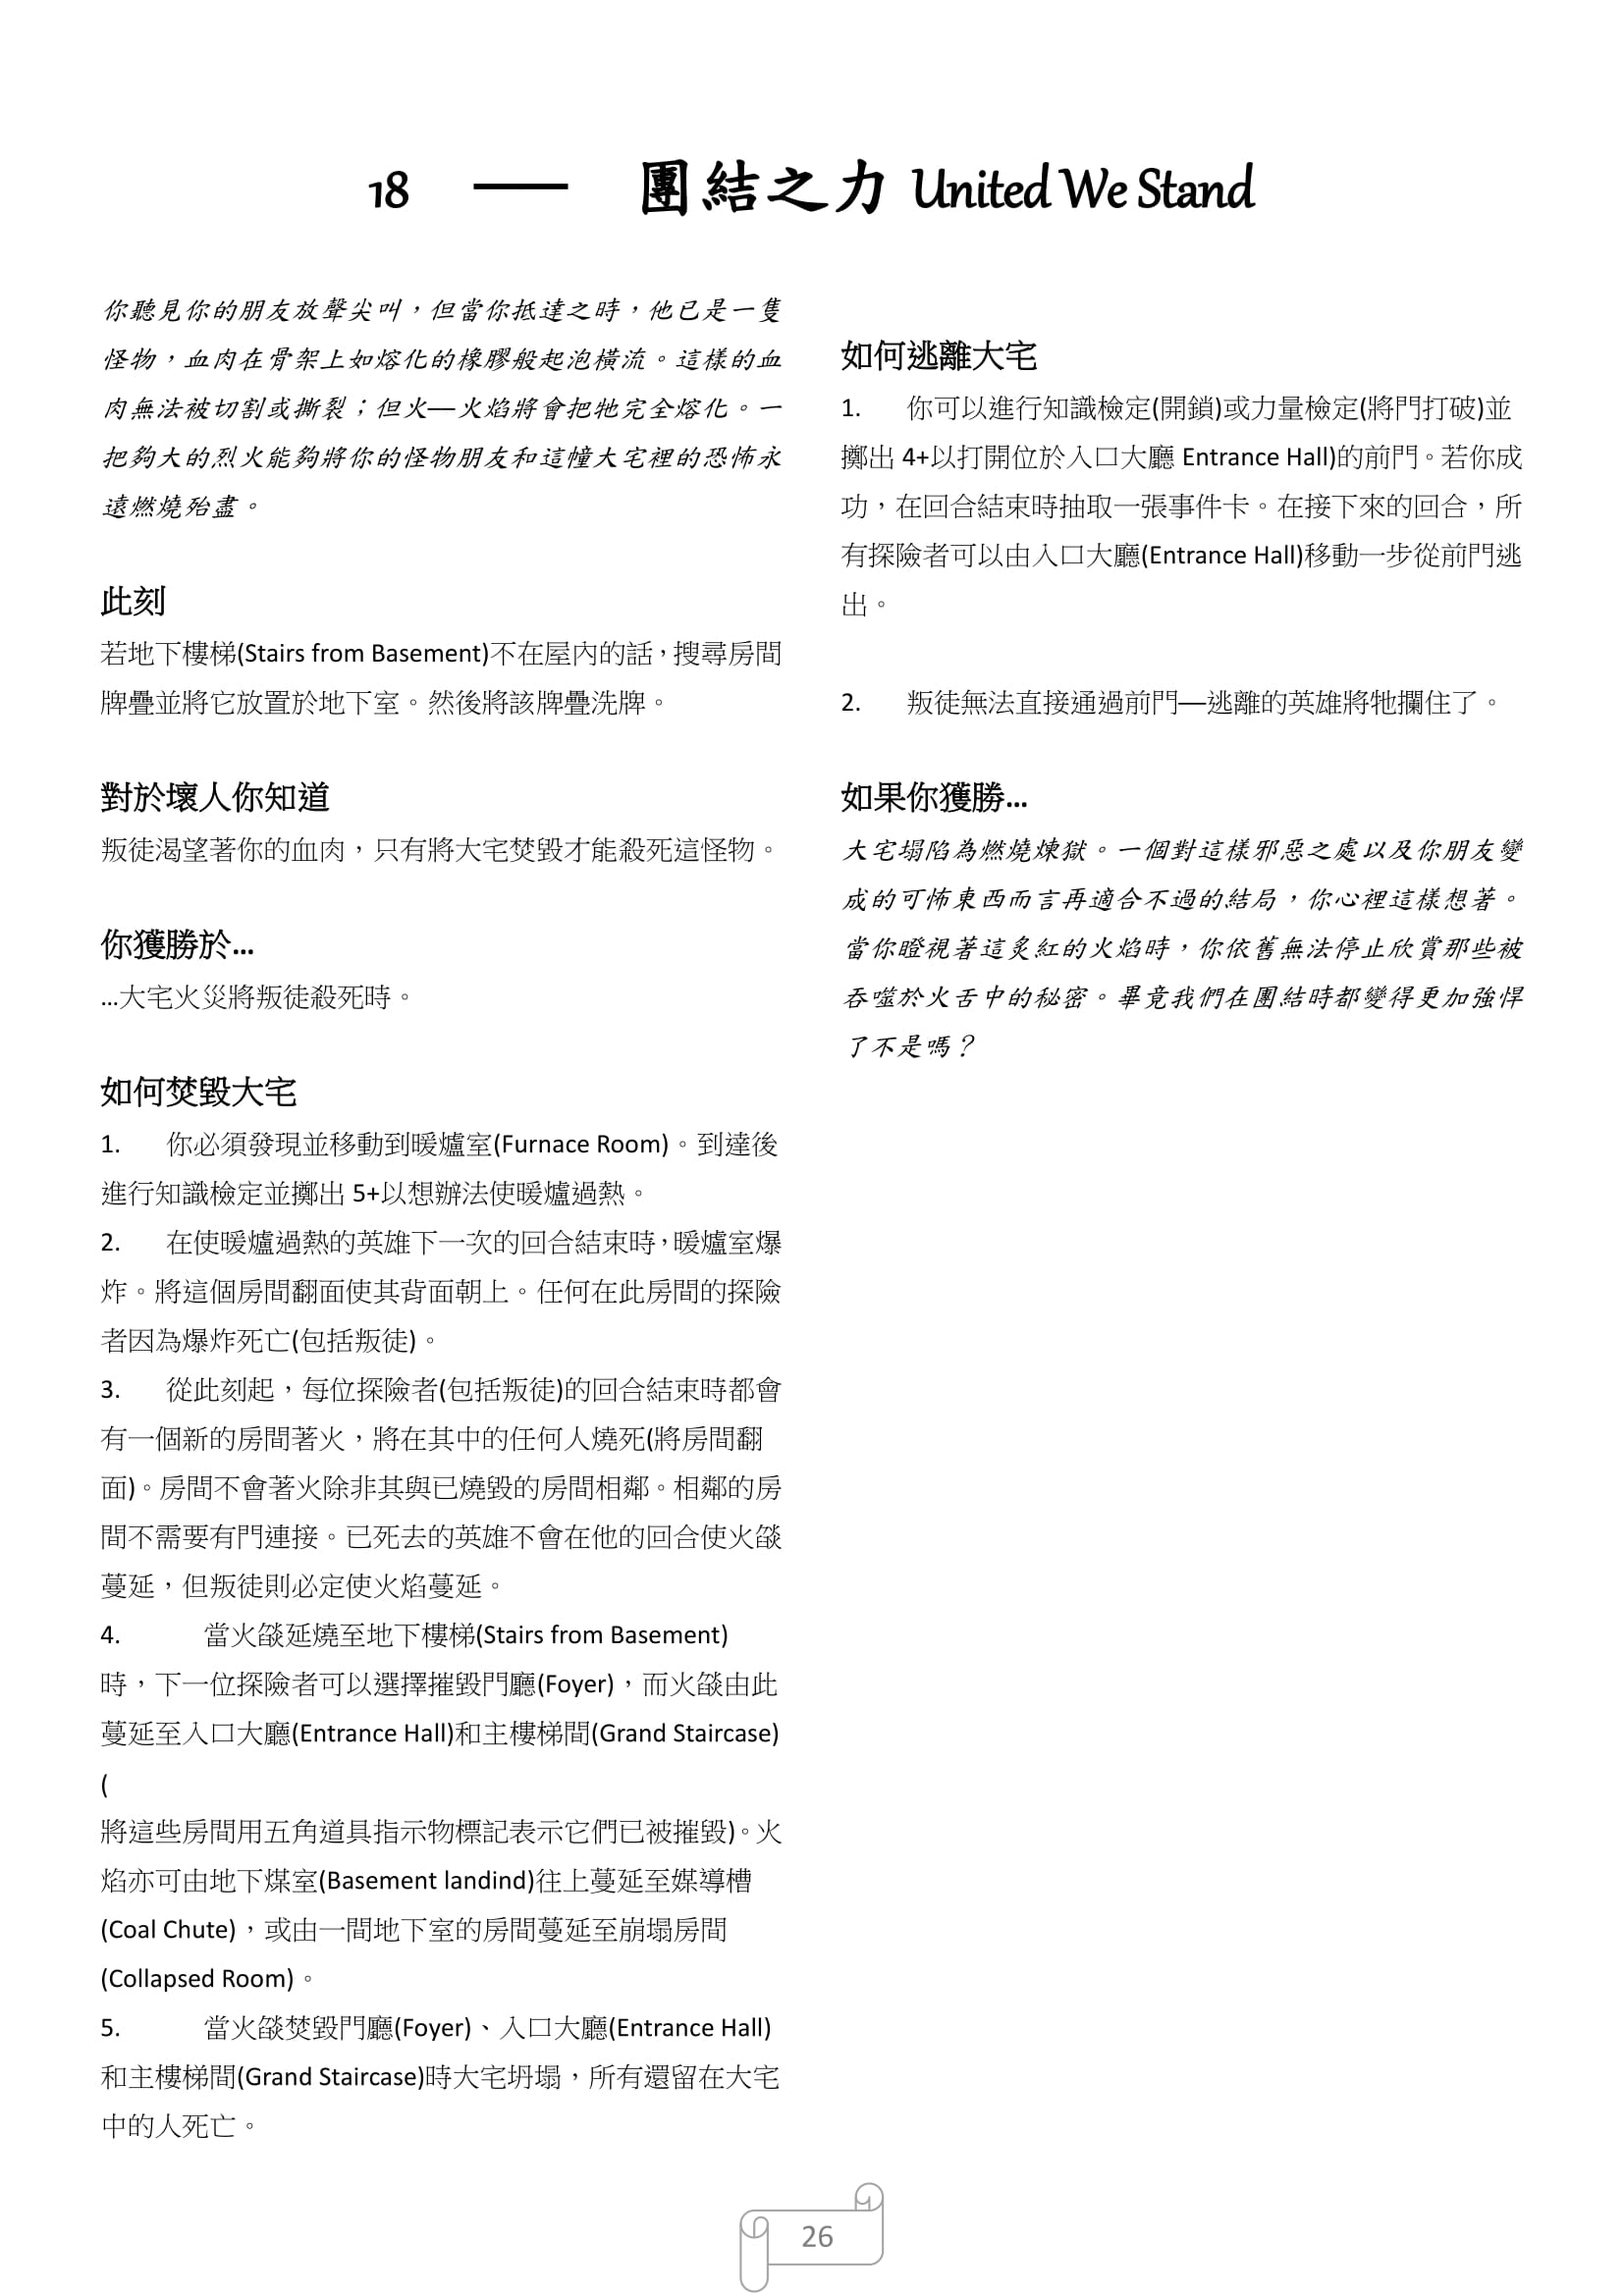 18 — 團結之力 United We Stand
你聽見你的朋友放聲尖叫，但當你抵達之時，他已是一隻
怪物，血肉在骨架上如熔化的橡膠般起泡橫流。這樣的血
肉無法被切割或撕裂；但火—火焰將會把牠完全熔化。一
把夠大的烈火能夠將你的怪物朋友和這幢大宅裡的恐怖永
遠燃燒殆盡。
此刻
若地下樓梯(Stairs from Basement)不在屋內的話，搜尋房間
牌疊並將它放置於地下室。然後將該牌疊洗牌。
對於壞人你知道
叛徒渴望著你的血肉，只有將大宅焚毀才能殺死這怪物。
你獲勝於...
...大宅火災將叛徒殺死時。
如何焚毀大宅
1. 你必須發現並移動到暖爐室(Furnace Room)。到達後
進行知識檢定並擲出 5+以想辦法使暖爐過熱。
2. 在使暖爐過熱的英雄下一次的回合結束時，暖爐室爆
炸。將這個房間翻面使其背面朝上。任何在此房間的探險
者因為爆炸死亡(包括叛徒)。
3. 從此刻起，每位探險者(包括叛徒)的回合結束時都會
有一個新的房間著火，將在其中的任何人燒死(將房間翻
面)。房間不會著火除非其與已燒毀的房間相鄰。相鄰的房
間不需要有門連接。已死去的英雄不會在他的回合使火燄
蔓延，但叛徒則必定使火焰蔓延。
4. 當火燄延燒至地下樓梯(Stairs from Basement)
時，下一位探險者可以選擇摧毀門廳(Foyer)，而火燄由此
蔓延至入口大廳(Entrance Hall)和主樓梯間(Grand Staircase)
(
將這些房間用五角道具指示物標記表示它們已被摧毀)。火
焰亦可由地下煤室(Basement landind)往上蔓延至媒導槽
(Coal Chute)，或由一間地下室的房間蔓延至崩塌房間
(Collapsed Room)。
5. 當火燄焚毀門廳(Foyer)、入口大廳(Entrance Hall)
和主樓梯間(Grand Staircase)時大宅坍塌，所有還留在大宅
中的人死亡。
如何逃離大宅
1. 你可以進行知識檢定(開鎖)或力量檢定(將門打破)並
擲出 4+以打開位於入口大廳 Entrance Hall)的前門。若你成
功，在回合結束時抽取一張事件卡。在接下來的回合，所
有探險者可以由入口大廳(Entrance Hall)移動一步從前門逃
出。
2. 叛徒無法直接通過前門—逃離的英雄將牠攔住了。
如果你獲勝...
大宅塌陷為燃燒煉獄。一個對這樣邪惡之處以及你朋友變
成的可怖東西而言再適合不過的結局，你心裡這樣想著。
當你瞪視著這炙紅的火焰時，你依舊無法停止欣賞那些被
吞噬於火舌中的秘密。畢竟我們在團結時都變得更加強悍
了不是嗎？
26